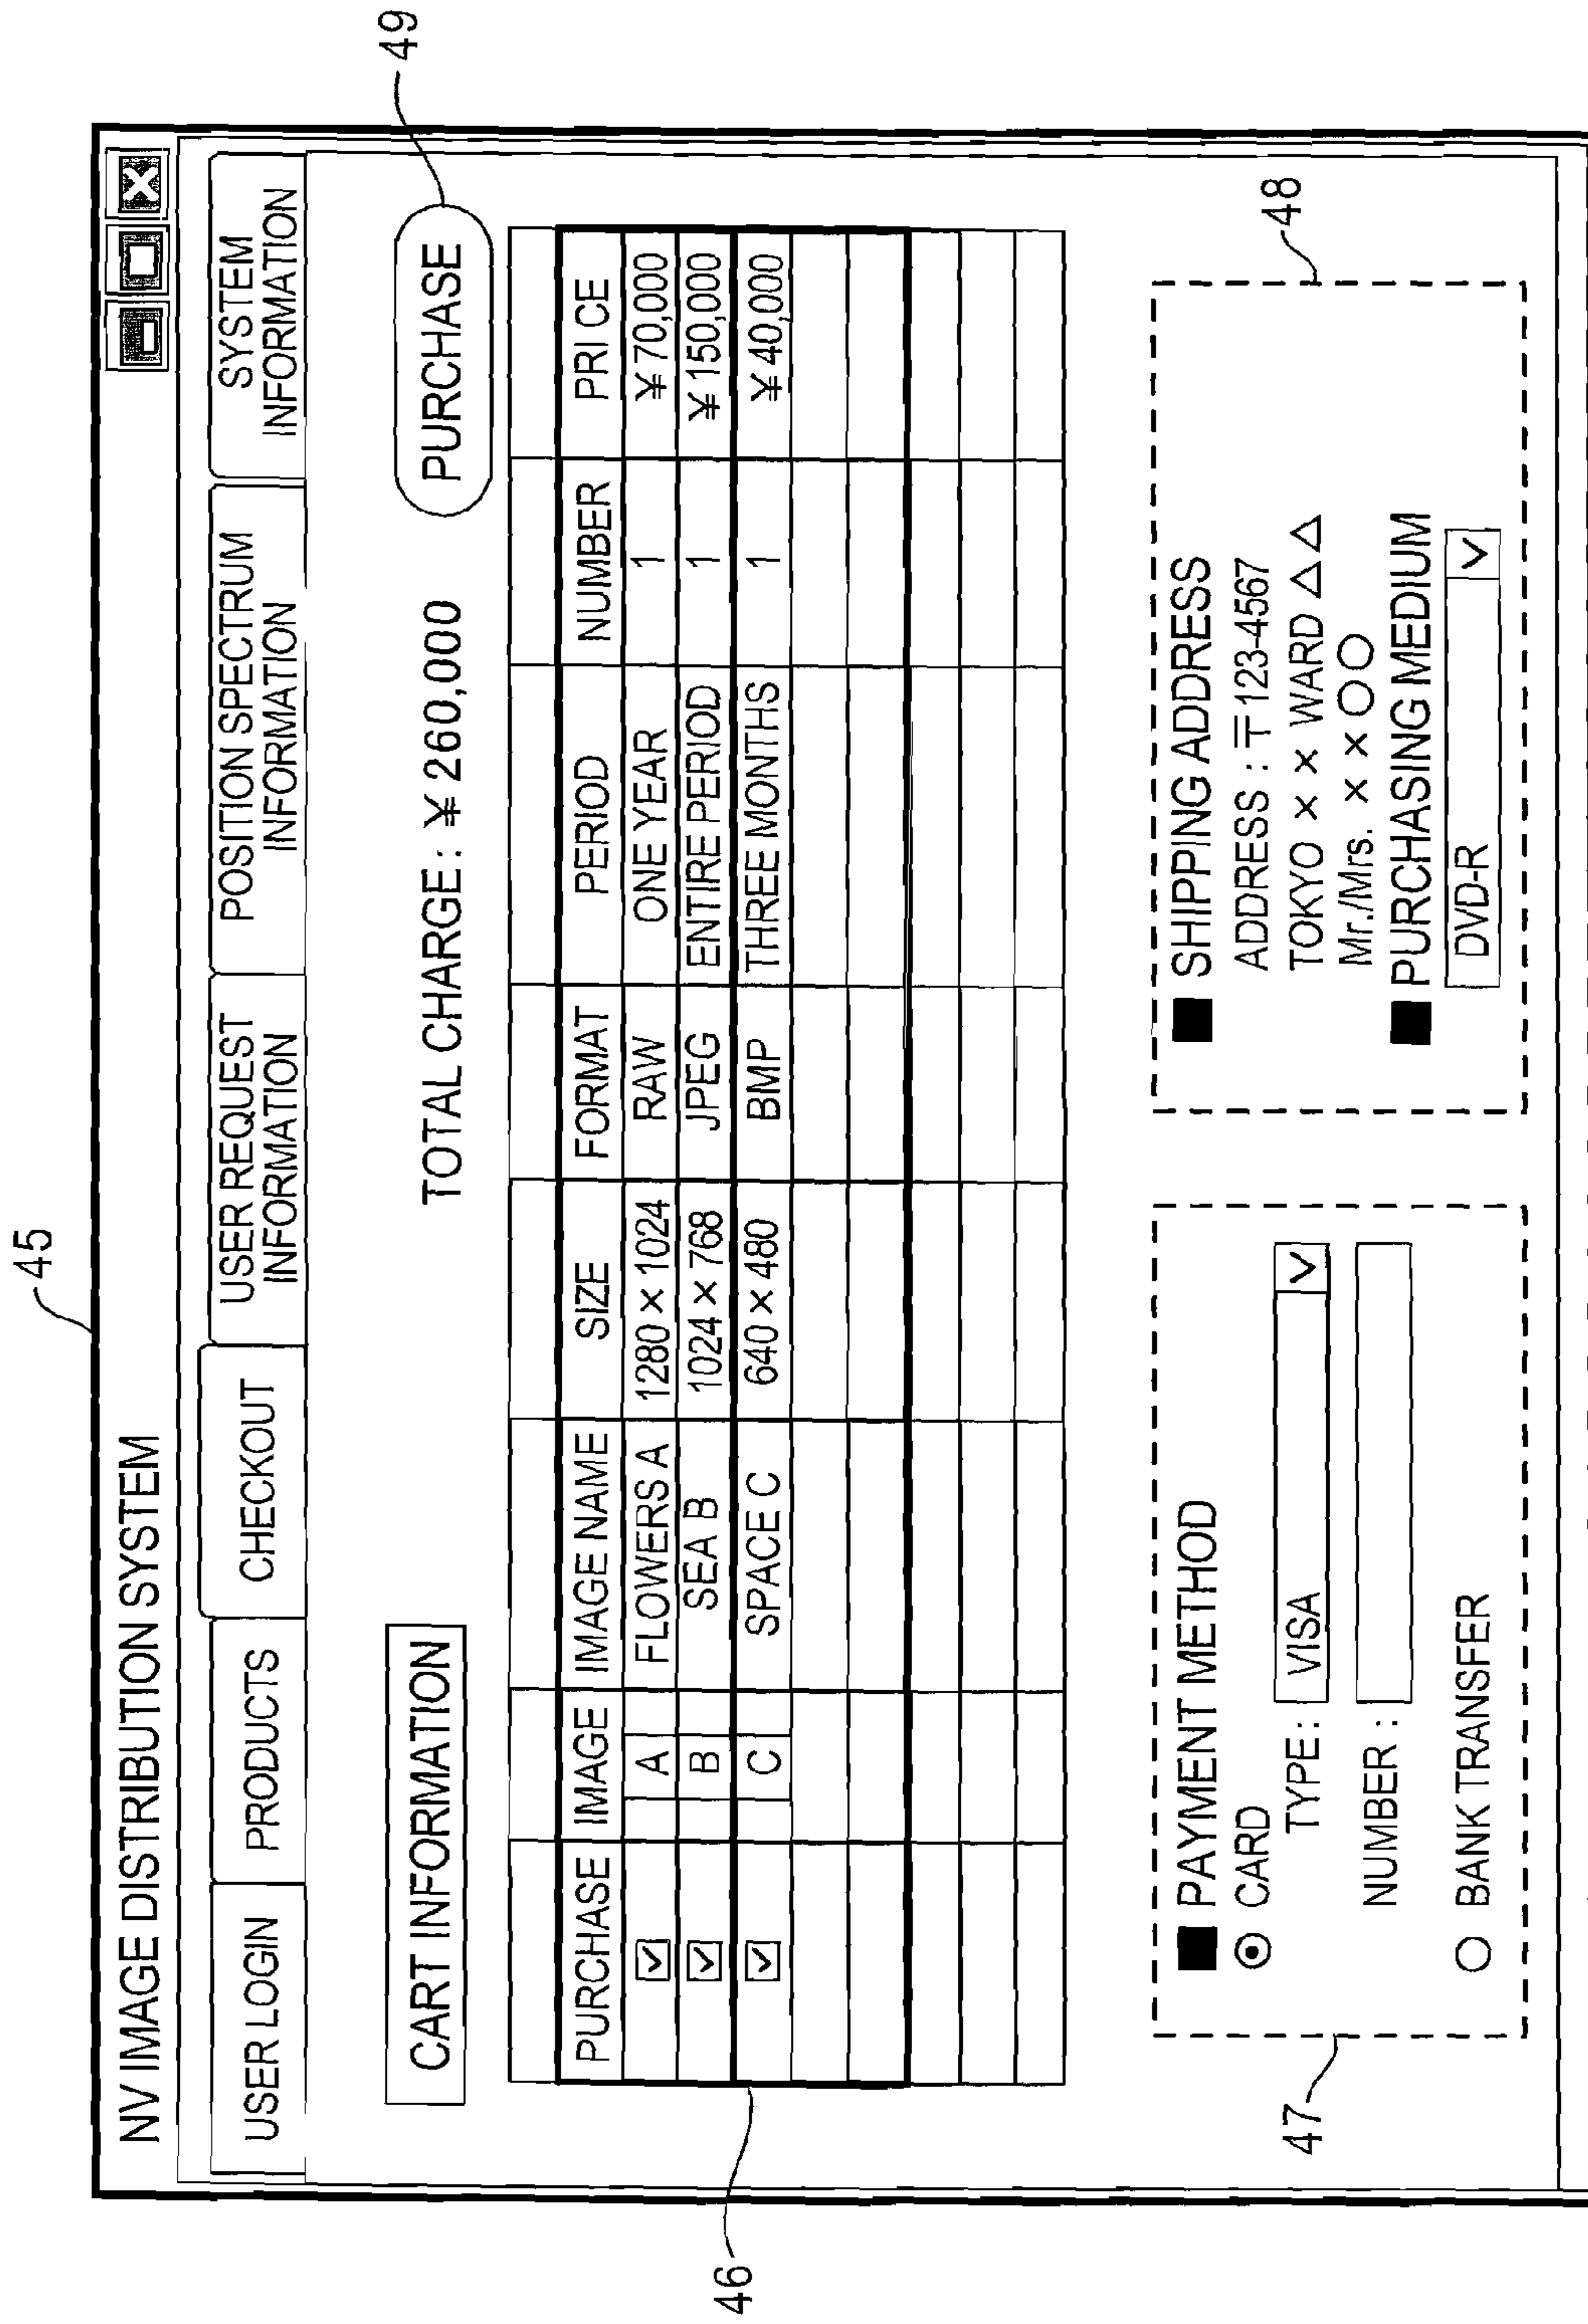 45
NV IMAGE DISTRIBUTION SYSTEM
USER LOGIN
PRODUCTS
CHECKOUT
USER REQUEST
INFORMATION
POSITION SPECTRUM
INFORMATION
SYSTEM
INFORMATION
CART INFORMATION
TOTAL CHARGE: ¥260,000
PURCHASE
49
PURCHASE IMAGE IMAGE NAME SIZE FORMAT PERIOD NUMBER PRICE
A FLOWERS A 1280 × 1024 RAW ONE YEAR 1 ¥70,000
B SEA B 1024 × 768 JPEG ENTIRE PERIOD 1 ¥150,000
C SPACE C 640 × 480 BMP THREE MONTHS 1 ¥40,000
46
47
■ PAYMENT METHOD
CARD
TYPE: VISA
NUMBER:
BANK TRANSFER
48
■ SHIPPING ADDRESS
ADDRESS : 〒123-4567
TOKYO × × WARD △ △
Mr./Mrs. × × ○○
■ PURCHASING MEDIUM
DVD-R